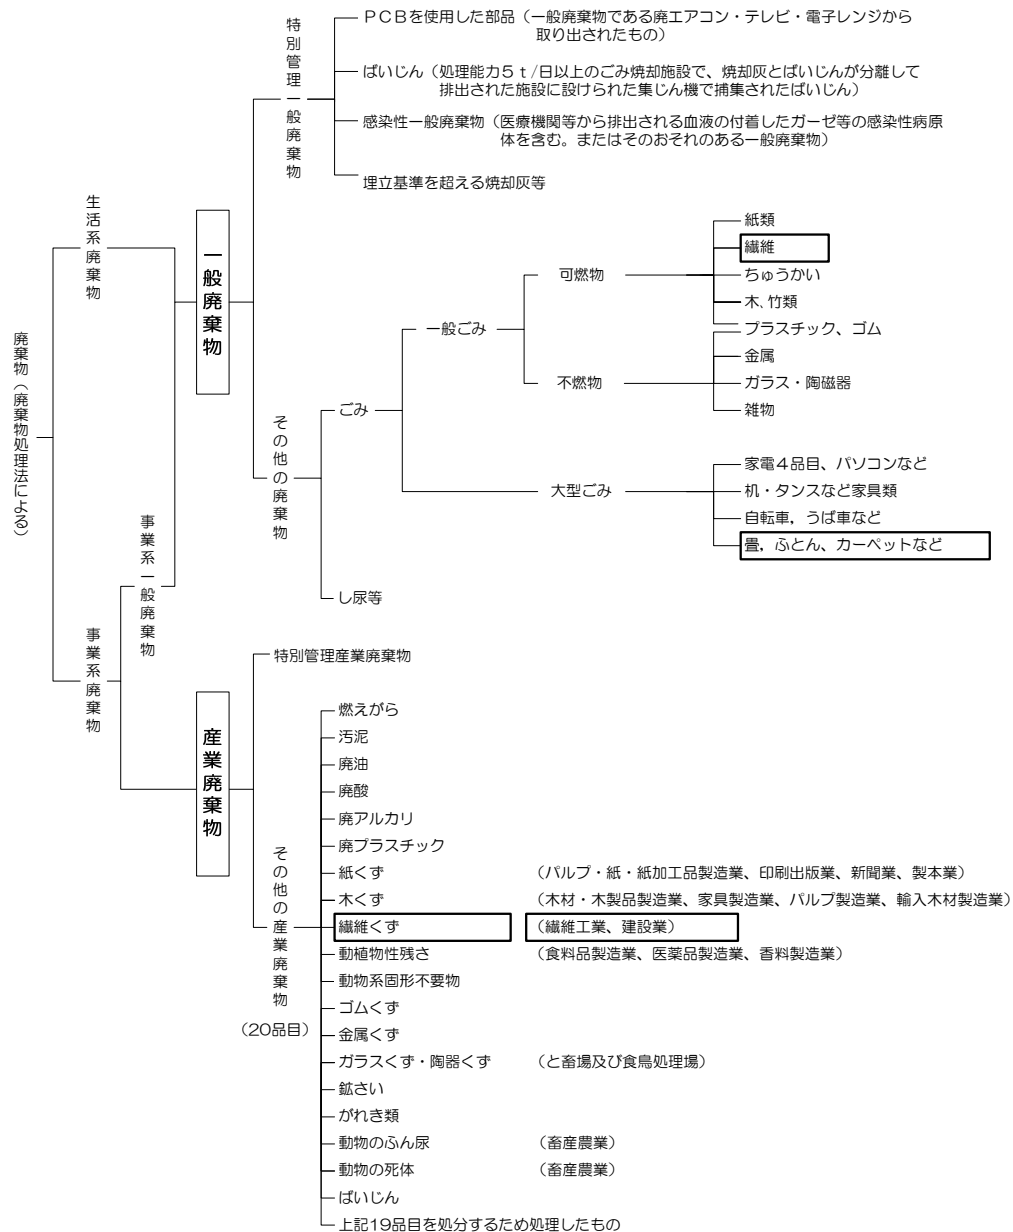 廃棄物（廃棄物処理法による）
生活系廃棄物
事業系廃棄物
事業系一般廃棄物
一般廃棄物
特別管理一般廃棄物
PCBを使用した部品（一般廃棄物である廃エアコン・テレビ・電子レンジから
取り出されたもの）
ばいじん（処理能力5ｔ/日以上のごみ焼却施設で、焼却灰とばいじんが分離して
排出された施設に設けられた集じん機で捕集されたばいじん）
感染性一般廃棄物（医療機関等から排出される血液の付着したガーゼ等の感染性病原
体を含む。またはそのおそれのある一般廃棄物）
埋立基準を超える焼却灰等
その他の廃棄物
ごみ
一般ごみ
可燃物
紙類
繊維
ちゅうかい
木、竹類
プラスチック、ゴム
不燃物
金属
ガラス・陶磁器
雑物
大型ごみ
家電4品目、パソコンなど
机・タンスなど家具類
自転車，うば車など
畳，ふとん、カーペットなど
し尿等
産業廃棄物
特別管理産業廃棄物
その他の産業廃棄物
（20品目）
燃えがら
汚泥
廃油
廃酸
廃アルカリ
廃プラスチック
紙くず （パルプ・紙・紙加工品製造業、印刷出版業、新聞業、製本業）
木くず （木材・木製品製造業、家具製造業、パルプ製造業、輸入木材製造業）
繊維くず （繊維工業、建設業）
動植物性残さ （食料品製造業、医薬品製造業、香料製造業）
動物系固形不要物
ゴムくず
金属くず
ガラスくず・陶器くず （と畜場及び食鳥処理場）
鉱さい
がれき類
動物のふん尿 （畜産農業）
動物の死体 （畜産農業）
ばいじん
上記19品目を処分するため処理したもの